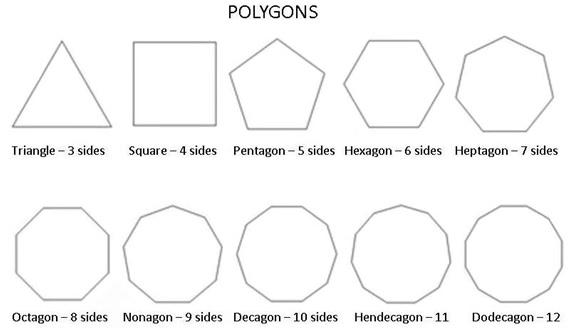 POLYGONS
Triangle – 3 sides
Square – 4 sides
Pentagon – 5 sides
Hexagon – 6 sides
Heptagon – 7 sides
Octagon – 8 sides
Nonagon – 9 sides
Decagon – 10 sides
Hendecagon – 11
Dodecagon – 12